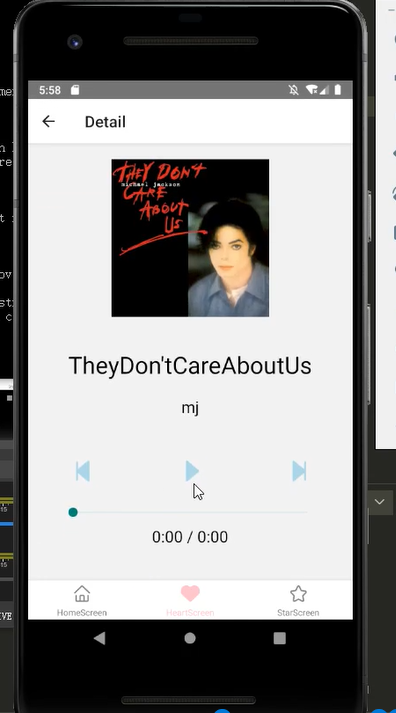 5:58
Detail
THEY DON'T
michael jackson
CARE
ABOUT
US
TheyDon'tCareAboutUs
mj
0:00 / 0:00
HomeScreen
HeartScreen
StarScreen